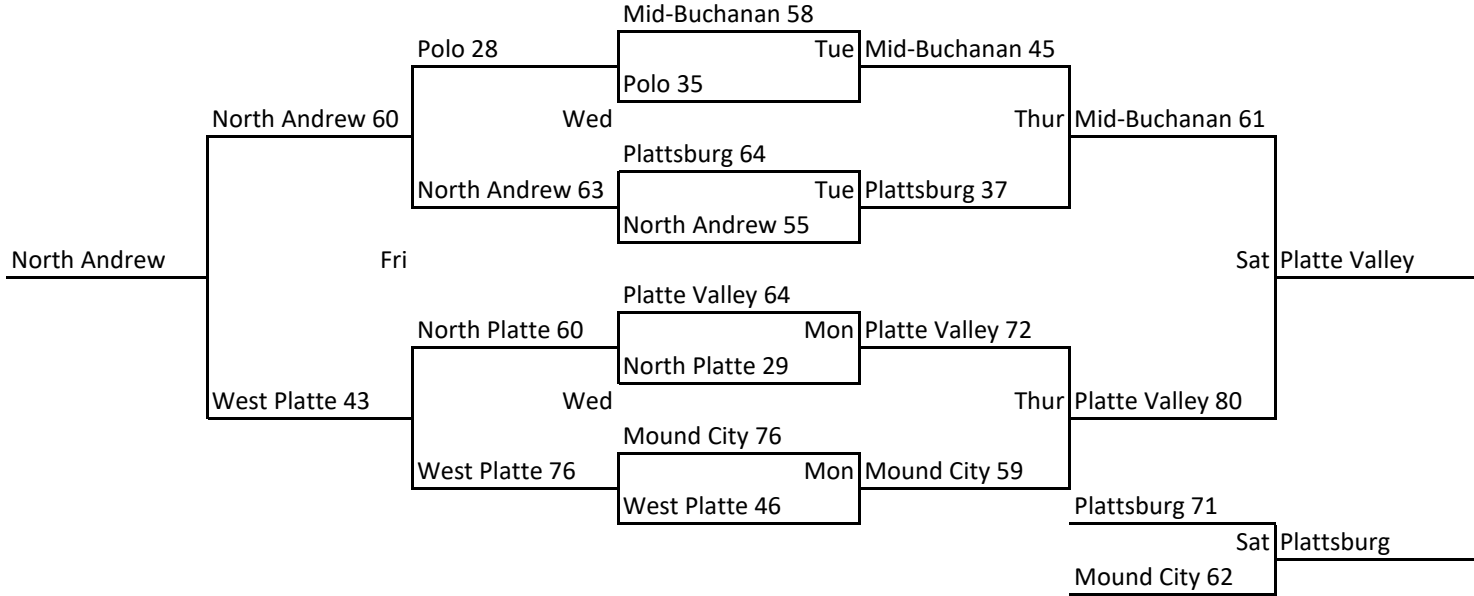 Mid-Buchanan 58
Polo 28
Tue Mid-Buchanan 45
Polo 35
North Andrew 60
Wed
Thur Mid-Buchanan 61
Plattsburg 64
North Andrew 63
Tue Plattsburg 37
North Andrew 55
North Andrew
Fri
Sat Platte Valley
Platte Valley 64
North Platte 60
Mon Platte Valley 72
North Platte 29
West Platte 43
Wed
Thur Platte Valley 80
Mound City 76
West Platte 76
Mon Mound City 59
West Platte 46
Plattsburg 71
Sat Plattsburg
Mound City 62